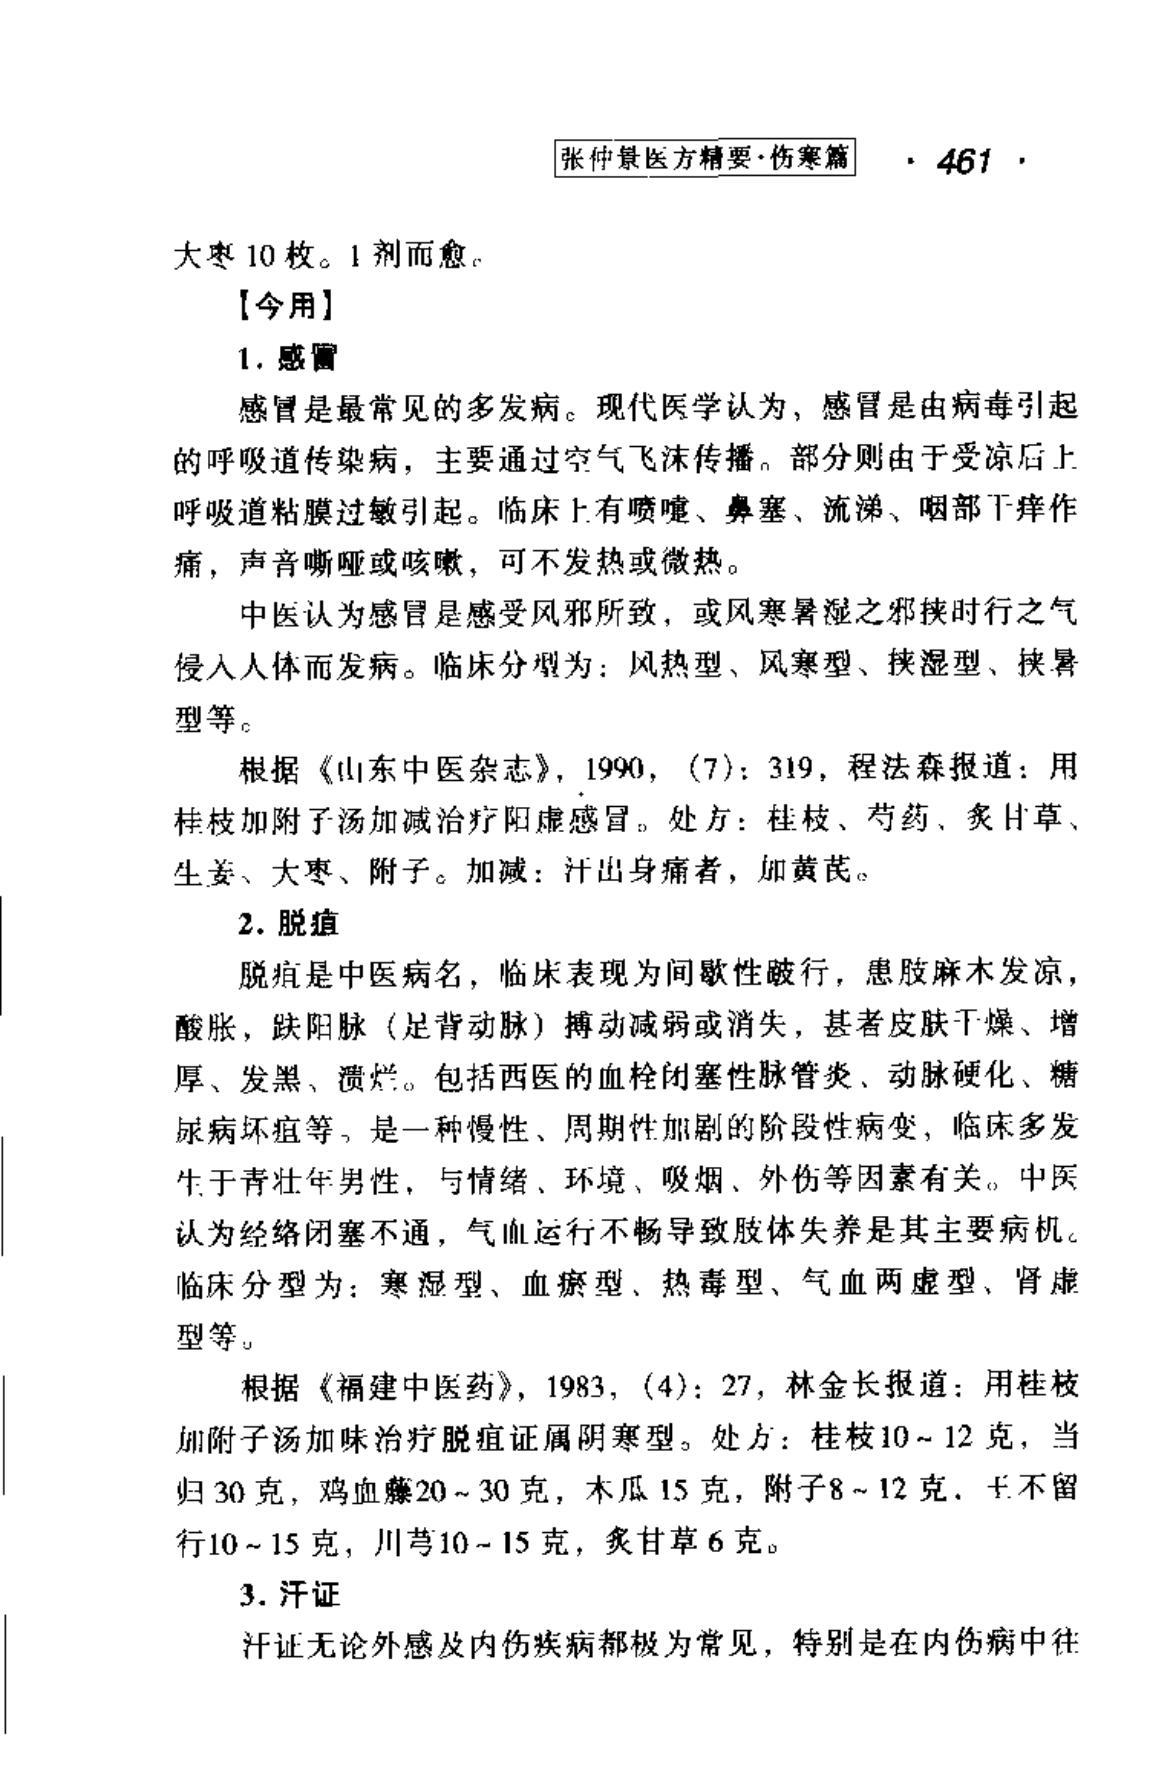 张仲景医方精要·伤寒篇 · 461 ·
大枣 10 枚。1 剂而愈。
【今用】
1. 感冒
感冒是最常见的多发病。现代医学认为，感冒是由病毒引起
的呼吸道传染病，主要通过空气飞沫传播。部分则由于受凉后上
呼吸道粘膜过敏引起。临床上有喷嚏、鼻塞、流涕、咽部干痒作
痛，声音嘶哑或咳嗽，可不发热或微热。
中医认为感冒是感受风邪所致，或风寒暑湿之邪挟时行之气
侵入人体而发病。临床分型为：风热型、风寒型、挟湿型、挟暑
型等。
根据《山东中医杂志》，1990，（7）：319，程法森报道：用
桂枝加附子汤加减治疗阳虚感冒。处方：桂枝、芍药、炙甘草、
生姜、大枣、附子。加减：汗出身痛者，加黄芪。
2. 脱疽
脱疽是中医病名，临床表现为间歇性跛行，患肢麻木发凉，
酸胀，趺阳脉（足背动脉）搏动减弱或消失，甚者皮肤干燥、增
厚、发黑、溃烂。包括西医的血栓闭塞性脉管炎、动脉硬化、糖
尿病坏疽等。是一种慢性、周期性加剧的阶段性病变，临床多发
生于青壮年男性，与情绪、环境、吸烟、外伤等因素有关。中医
认为经络闭塞不通，气血运行不畅导致肢体失养是其主要病机。
临床分型为：寒湿型、血瘀型、热毒型、气血两虚型、肾虚
型等。
根据《福建中医药》，1983，（4）：27，林金长报道：用桂枝
加附子汤加味治疗脱疽证属阴寒型。处方：桂枝10～12 克，当
归 30 克，鸡血藤20～30 克，木瓜 15 克，附子8～12 克，王不留
行10～15 克，川芎10～15 克，炙甘草 6 克。
3. 汗证
汗证无论外感及内伤疾病都极为常见，特别是在内伤病中往